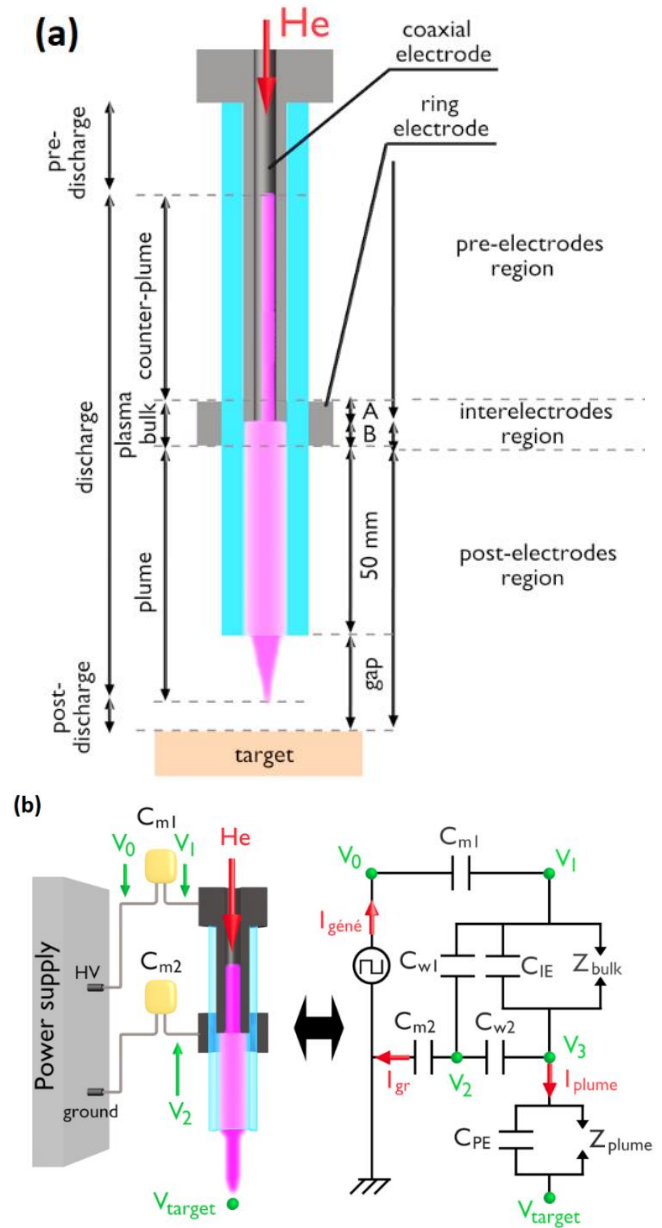 (a)
He
coaxial
electrode
ring
electrode
pre-
discharge
discharge
counter-plume
plasma
bulk
plume
post-
discharge
A
B
50 mm
gap
pre-electrodes
region
interelectrodes
region
post-electrodes
region
target
(b)
Cm1
V0
V1
He
Power supply
HV
Cm2
ground
V2
Vtarget
V0
Cm1
V1
Igéné
Cw1
CIE
Zbulk
Cm2
Cw2
V3
Igr
V2
Iplume
CPE
Zplume
Vtarget